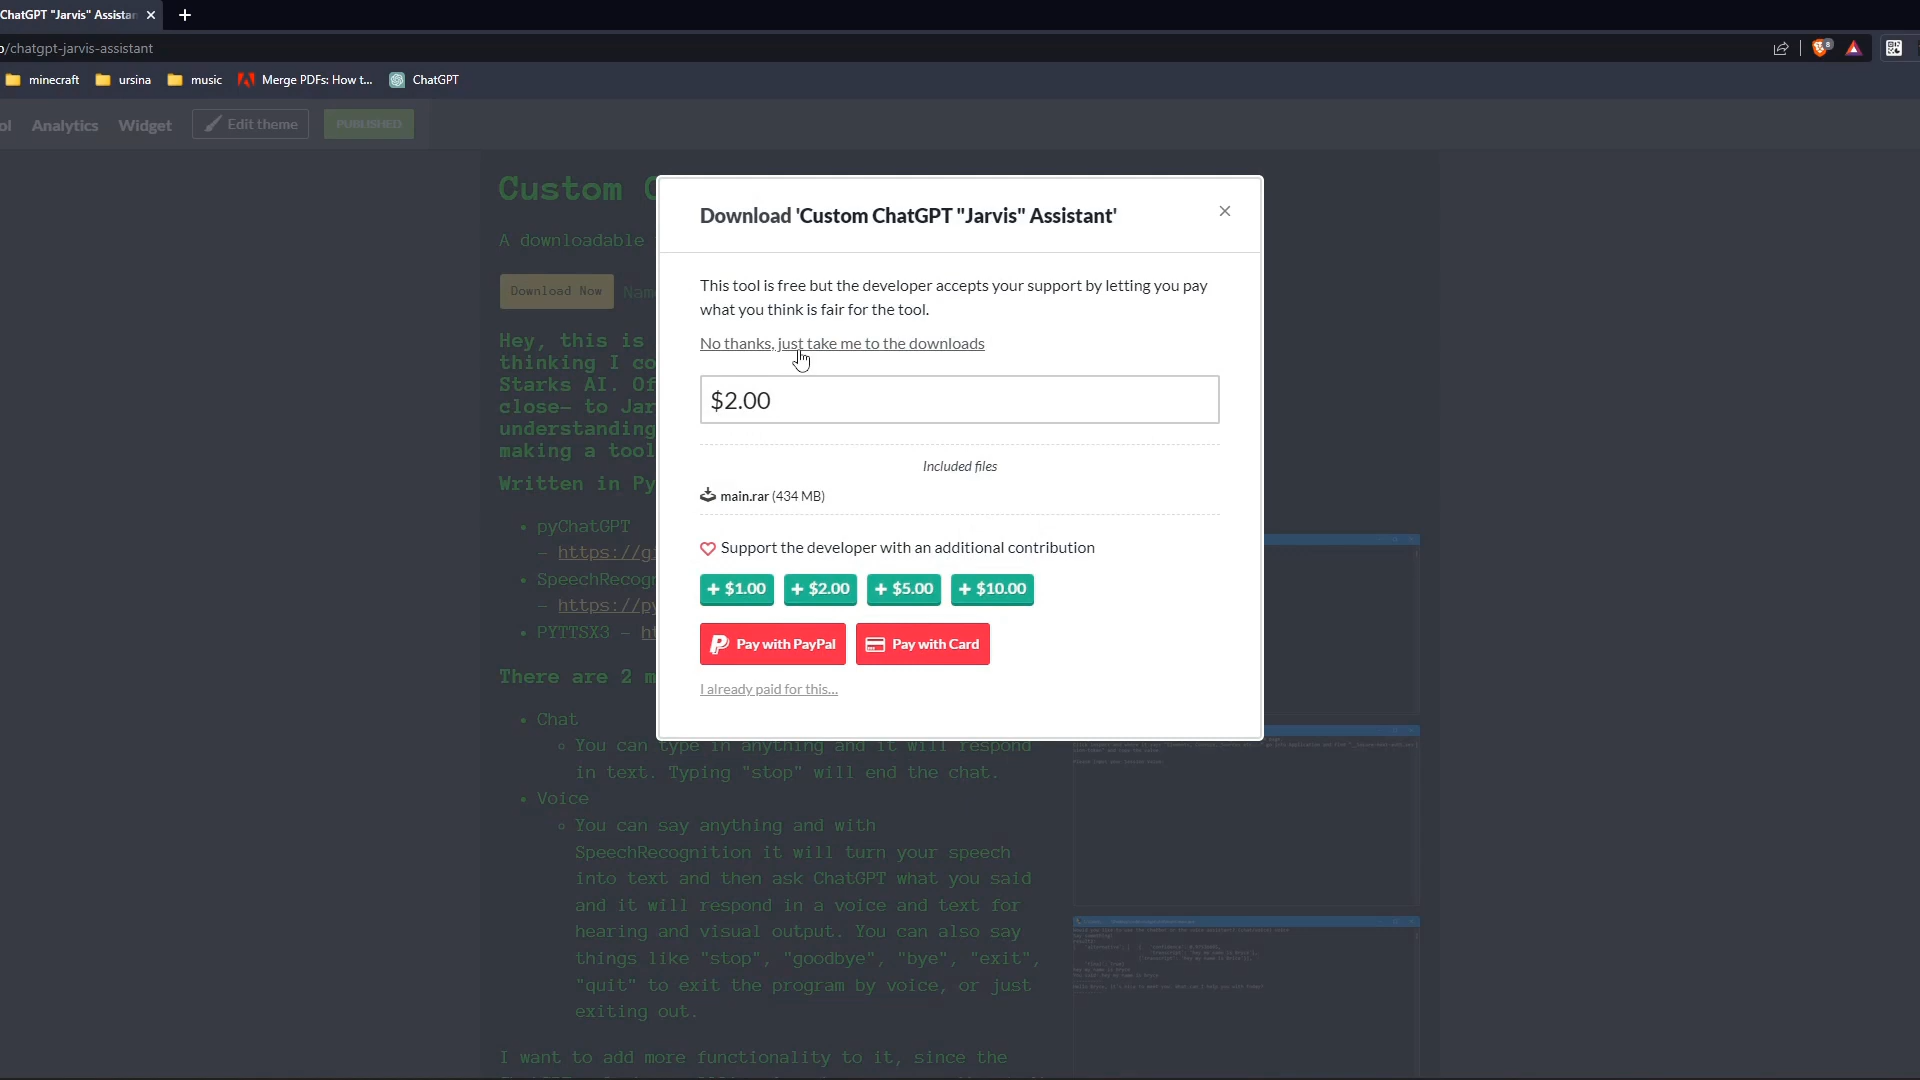 ChatGPT "Jarvis" Assistan
/chatgpt-jarvis-assistant
8
minecraft ursina music Merge PDFs: How t... ChatGPT
ol Analytics Widget Edit theme PUBLISHED
Custom C
A downloadable
Download Now Name
Hey, this is
thinking I co
Starks AI. Of
close- to Jar
understanding
making a tool
Written in Py
• pyChatGPT
- https://gi
• SpeechRecogn
- https://py
• PYTTSX3 - ht
There are 2 m
• Chat
You can type in anything and it will respond
in text. Typing "stop" will end the chat.
• Voice
You can say anything and with
SpeechRecognition it will turn your speech
into text and then ask ChatGPT what you said
and it will respond in a voice and text for
hearing and visual output. You can also say
things like "stop", "goodbye", "bye", "exit",
"quit" to exit the program by voice, or just
exiting out.
I want to add more functionality to it, since the
Download 'Custom ChatGPT "Jarvis" Assistant'
This tool is free but the developer accepts your support by letting you pay
what you think is fair for the tool.
No thanks, just take me to the downloads
$2.00
Included files
main.rar (434 MB)
Support the developer with an additional contribution
+ $1.00 + $2.00 + $5.00 + $10.00
Pay with PayPal Pay with Card
I already paid for this...